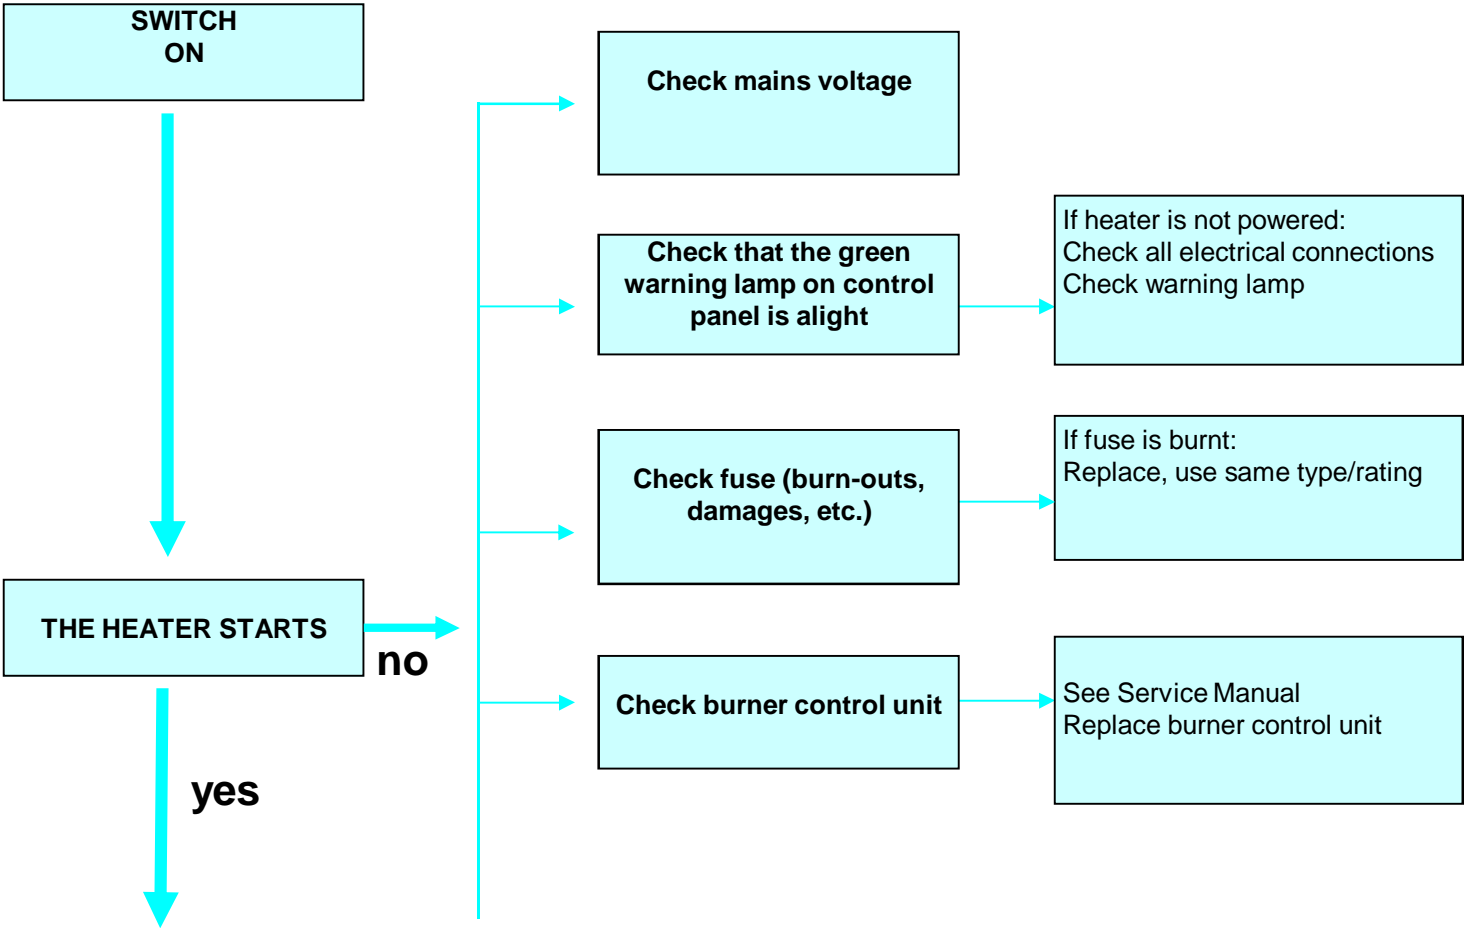 SWITCH
ON
Check mains voltage
Check that the green
warning lamp on control
panel is alight
If heater is not powered:
Check all electrical connections
Check warning lamp
Check fuse (burn-outs,
damages, etc.)
If fuse is burnt:
Replace, use same type/rating
THE HEATER STARTS
no
Check burner control unit
See Service Manual
Replace burner control unit
yes